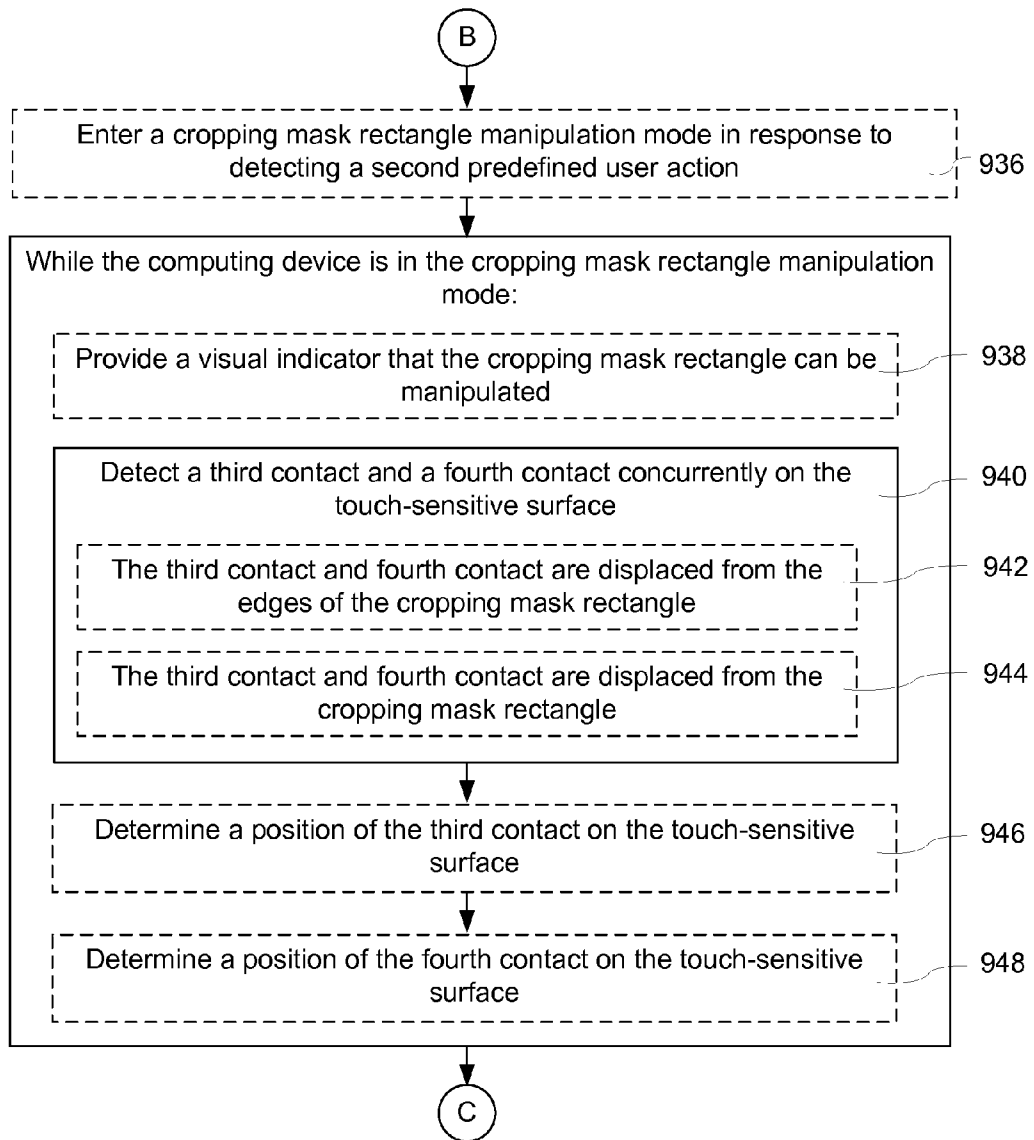 B
Enter a cropping mask rectangle manipulation mode in response to
detecting a second predefined user action
936
While the computing device is in the cropping mask rectangle manipulation
mode:
Provide a visual indicator that the cropping mask rectangle can be
manipulated
938
Detect a third contact and a fourth contact concurrently on the
touch-sensitive surface
940
The third contact and fourth contact are displaced from the
edges of the cropping mask rectangle
942
The third contact and fourth contact are displaced from the
cropping mask rectangle
944
Determine a position of the third contact on the touch-sensitive
surface
946
Determine a position of the fourth contact on the touch-sensitive
surface
948
C